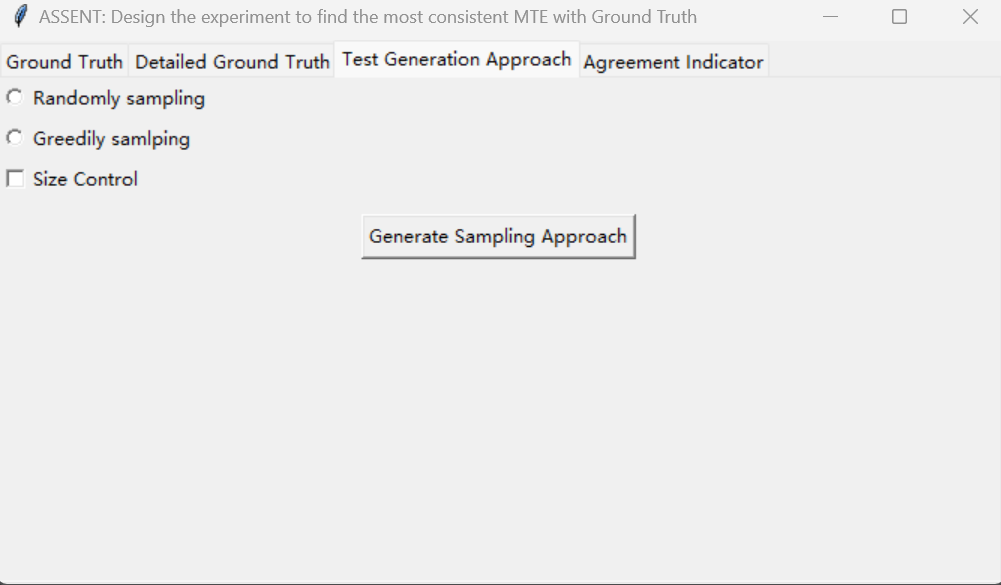 ASSENT: Design the experiment to find the most consistent MTE with Ground Truth
Ground Truth Detailed Ground Truth Test Generation Approach Agreement Indicator
Randomly sampling
Greedily samlping
Size Control
Generate Sampling Approach